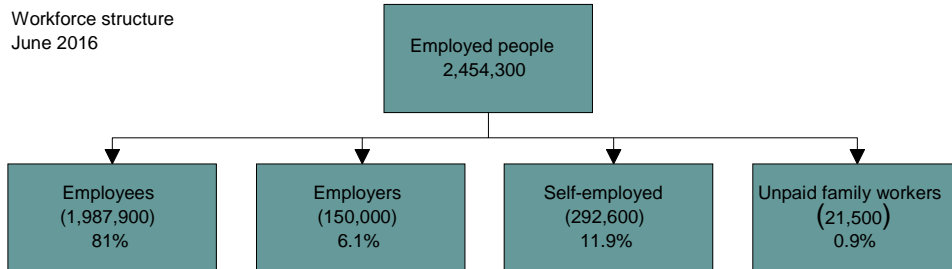 Workforce structure
June 2016
Employed people
2,454,300
Employees
(1,987,900)
81%
Employers
(150,000)
6.1%
Self-employed
(292,600)
11.9%
Unpaid family workers
(21,500)
0.9%